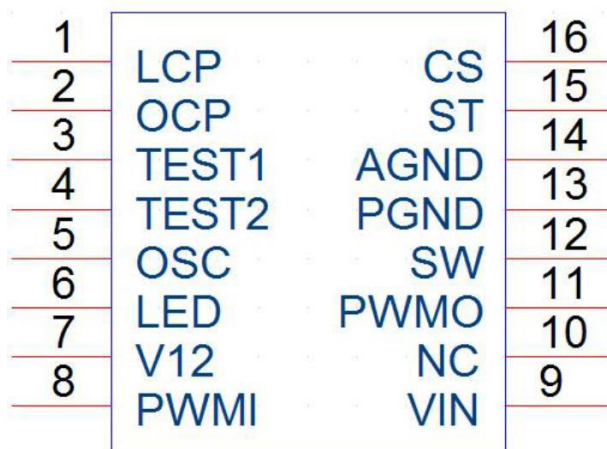 1 LCP CS 16
2 OCP ST 15
3 TEST1 AGND 14
4 TEST2 PGND 13
5 OSC SW 12
6 LED PWMO 11
7 V12 NC 10
8 PWMI VIN 9